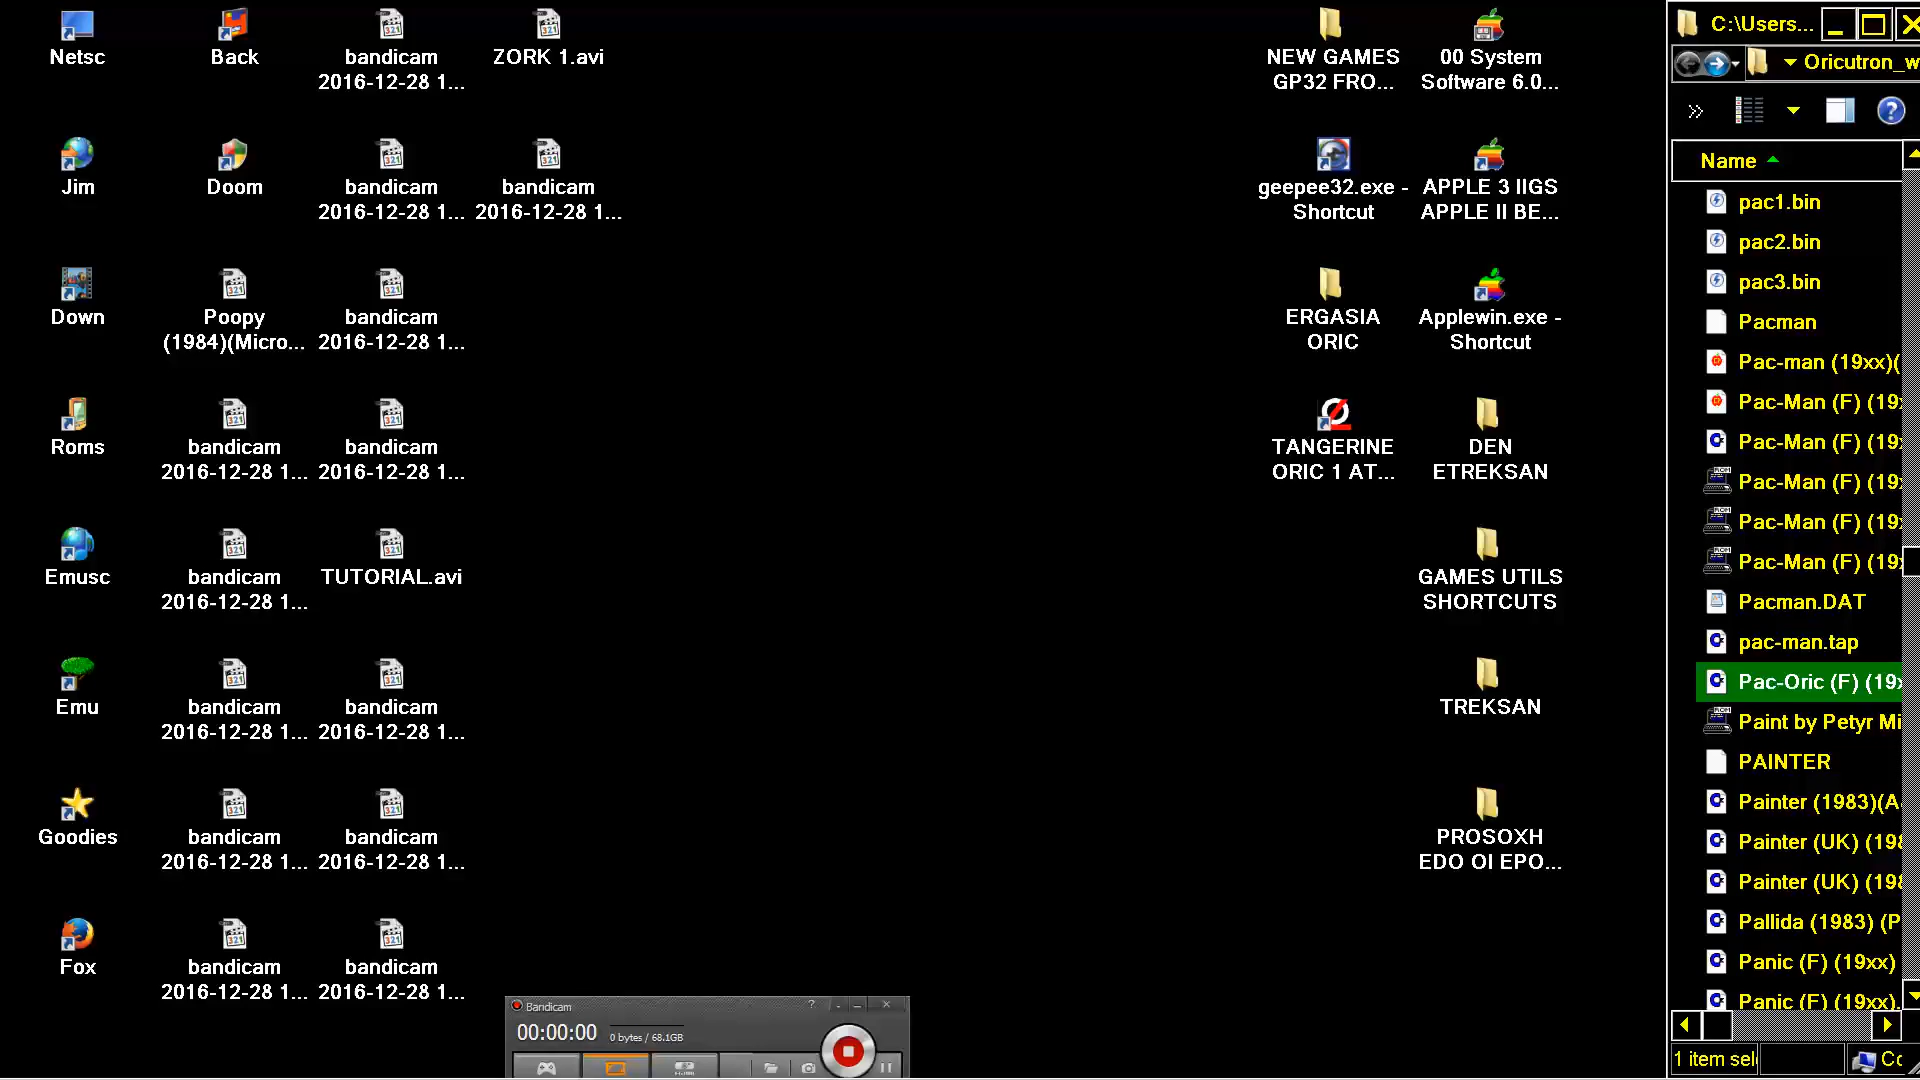 Netsc
Back
bandicam
2016-12-28 1...
ZORK 1.avi
NEW GAMES
GP32 FRO...
00 System
Software 6.0...
Jim
Doom
bandicam
2016-12-28 1...
bandicam
2016-12-28 1...
geepee32.exe -
Shortcut
APPLE 3 IIGS
APPLE II BE...
Down
Poopy
(1984)(Micro...
bandicam
2016-12-28 1...
ERGASIA
ORIC
Applewin.exe -
Shortcut
Roms
bandicam
2016-12-28 1...
bandicam
2016-12-28 1...
TANGERINE
ORIC 1 AT...
DEN
ETREKSAN
Emusc
bandicam
2016-12-28 1...
TUTORIAL.avi
GAMES UTILS
SHORTCUTS
Emu
bandicam
2016-12-28 1...
bandicam
2016-12-28 1...
TREKSAN
Goodies
bandicam
2016-12-28 1...
bandicam
2016-12-28 1...
PROSOXH
EDO OI EPO...
Fox
bandicam
2016-12-28 1...
bandicam
2016-12-28 1...
Bandicam
00:00:00
0 bytes / 68.1GB
C:\Users...
Oricutron_w
Name
pac1.bin
pac2.bin
pac3.bin
Pacman
Pac-man (19xx)(
Pac-Man (F) (19x
Pac-Man (F) (19x
Pac-Man (F) (19x
Pac-Man (F) (19x
Pac-Man (F) (19x
Pacman.DAT
pac-man.tap
Pac-Oric (F) (19x
Paint by Petyr Mi
PAINTER
Painter (1983)(A
Painter (UK) (198
Painter (UK) (198
Pallida (1983) (P
Panic (F) (19xx)
Panic (F) (19xx).
1 item sel
Co